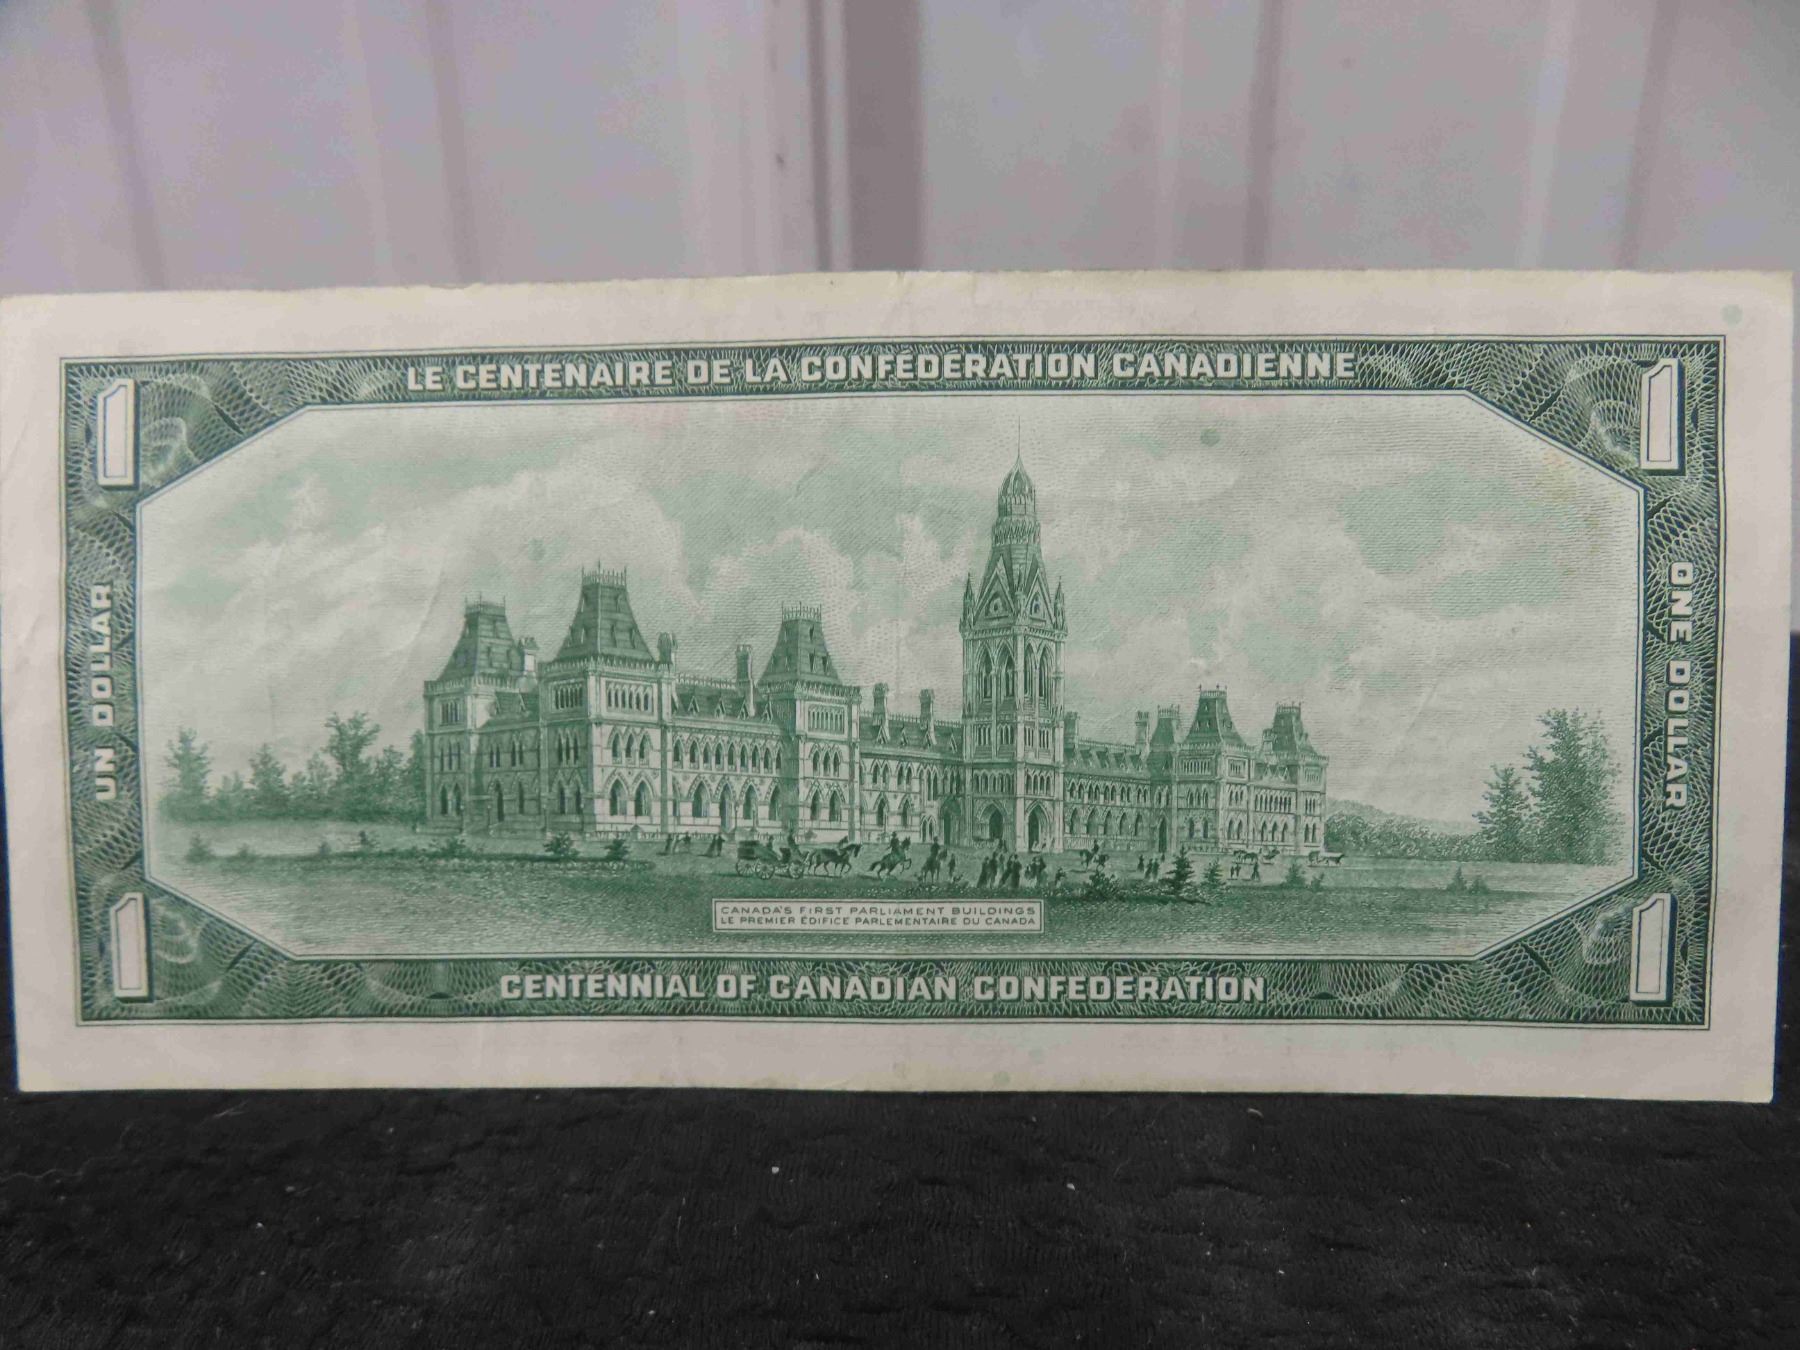 LE CENTENAIRE DE LA CONFÉDÉRATION CANADIENNE
1
1
UN DOLLAR
ONE DOLLAR
CANADA'S FIRST PARLIAMENT BUILDINGS
LE PREMIER ÉDIFICE PARLEMENTAIRE DU CANADA
1
1
CENTENNIAL OF CANADIAN CONFEDERATION